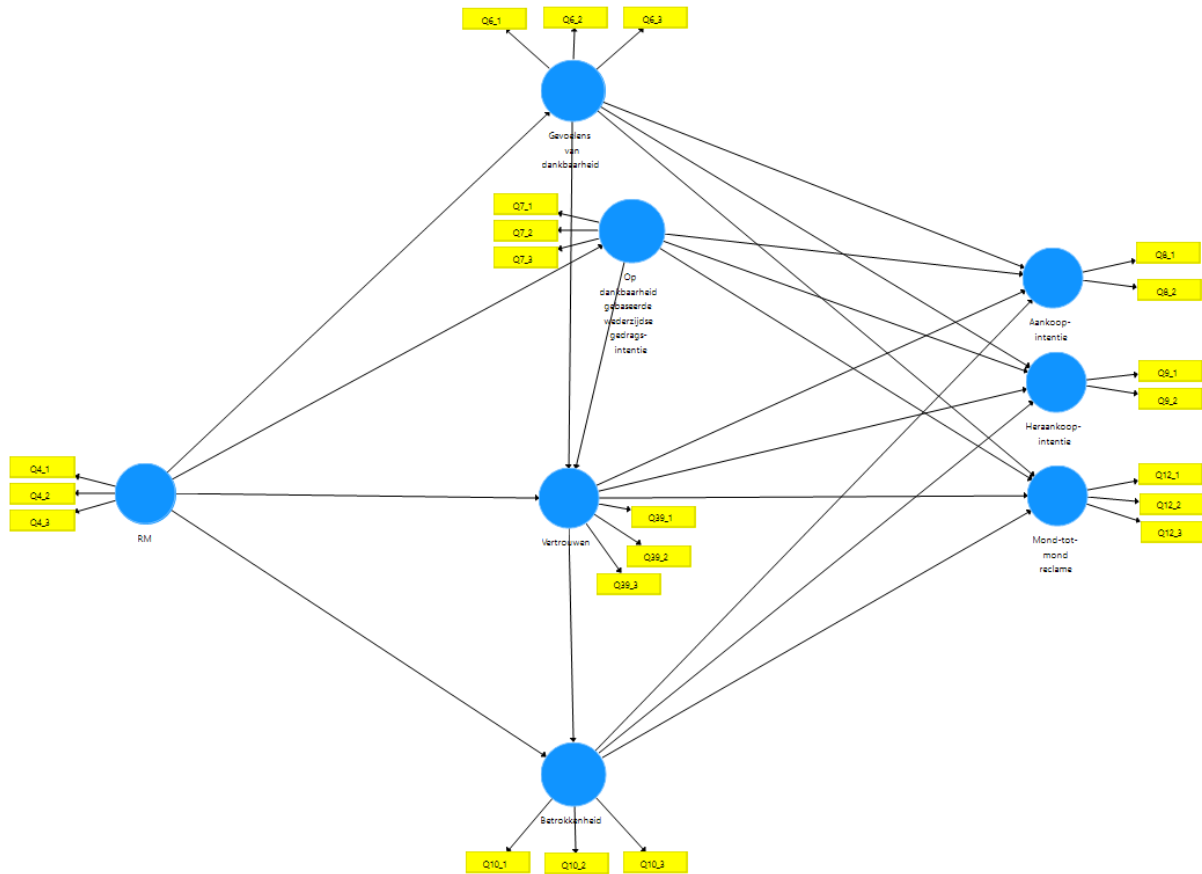 Q6_1
Q6_2
Q6_3
Gevoelens
van
dankbaarheid
Q7_1
Q7_2
Q7_3
Op
dankbaarheid
gebaseerde
wederzijdse
gedrags-
intentie
Q8_1
Q8_2
Aankoop-
intentie
Q9_1
Q9_2
Heraankoop-
intentie
Q4_1
Q4_2
Q4_3
RM
Vertrouwen
Q39_1
Q39_2
Q39_3
Q12_1
Q12_2
Q12_3
Mond-tot-
mond
reclame
Betrokkenheid
Q10_1
Q10_2
Q10_3